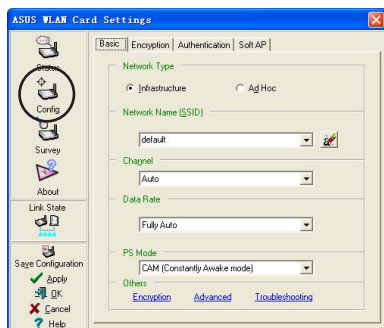 ASUS WLAN Card Settings
Status
Config
Survey
About
Link State
Save Configuration
Apply
OK
Cancel
Help
Basic
Encryption
Authentication
Soft AP
Network Type
Infrastructure
Ad Hoc
Network Name (SSID)
default
Channel
Auto
Data Rate
Fully Auto
PS Mode
CAM (Constantly Awake mode)
Others
Encryption
Advanced
Troubleshooting